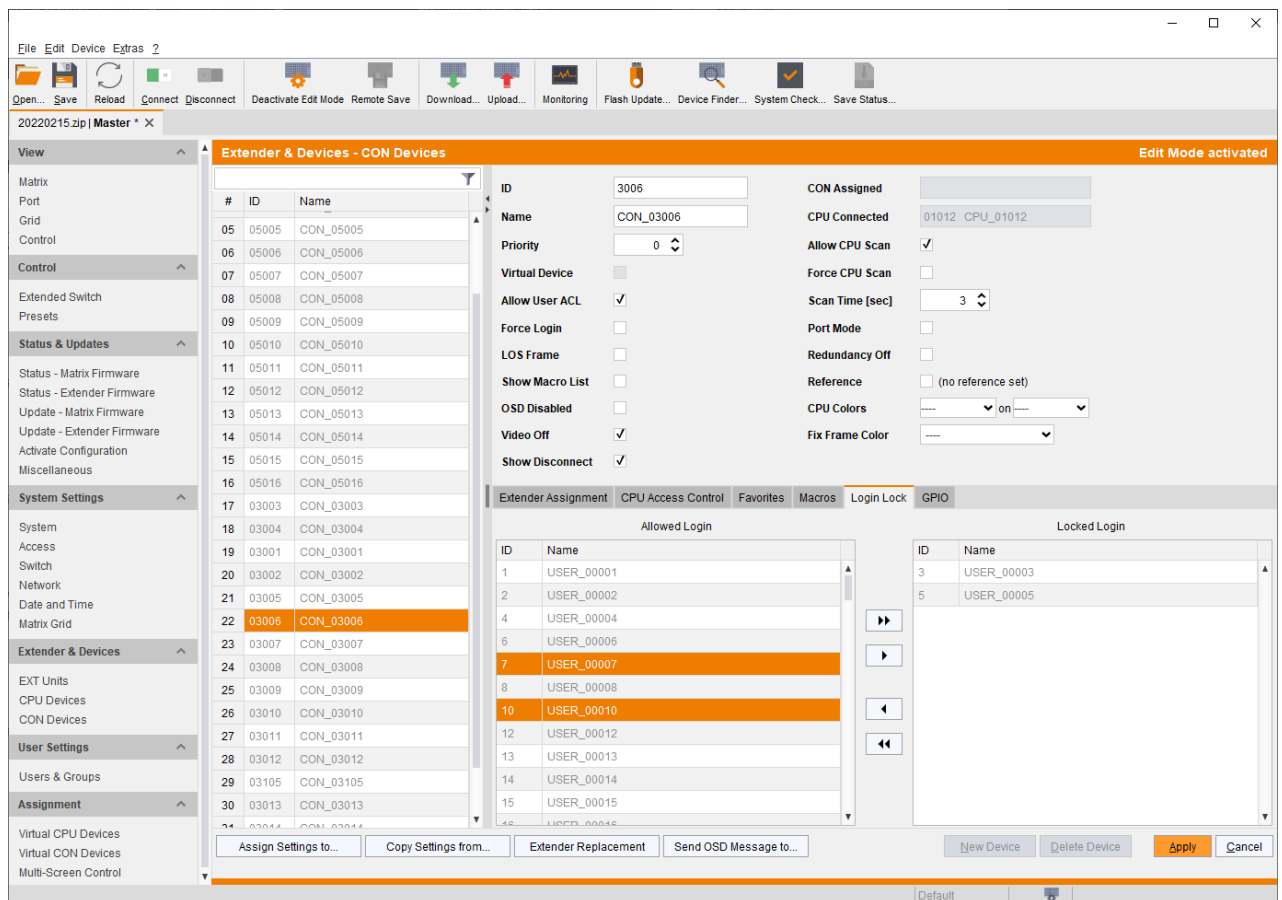 File Edit Device Extras ?
Open... Save Reload Connect Disconnect Deactivate Edit Mode Remote Save Download... Upload... Monitoring Flash Update... Device Finder... System Check... Save Status...
20220215.zip | Master *
View
Matrix
Port
Grid
Control
Control
Extended Switch
Presets
Status & Updates
Status - Matrix Firmware
Status - Extender Firmware
Update - Matrix Firmware
Update - Extender Firmware
Activate Configuration
Miscellaneous
System Settings
System
Access
Switch
Network
Date and Time
Matrix Grid
Extender & Devices
EXT Units
CPU Devices
CON Devices
User Settings
Users & Groups
Assignment
Virtual CPU Devices
Virtual CON Devices
Multi-Screen Control
Extender & Devices - CON Devices Edit Mode activated
# ID Name
05 05005 CON_05005
06 05006 CON_05006
07 05007 CON_05007
08 05008 CON_05008
09 05009 CON_05009
10 05010 CON_05010
11 05011 CON_05011
12 05012 CON_05012
13 05013 CON_05013
14 05014 CON_05014
15 05015 CON_05015
16 05016 CON_05016
17 03003 CON_03003
18 03004 CON_03004
19 03001 CON_03001
20 03002 CON_03002
21 03005 CON_03005
22 03006 CON_03006
23 03007 CON_03007
24 03008 CON_03008
25 03009 CON_03009
26 03010 CON_03010
27 03011 CON_03011
28 03012 CON_03012
29 03105 CON_03105
30 03013 CON_03013
31 03014 CON_03014
ID 3006 CON Assigned
Name CON_03006 CPU Connected 01012 CPU_01012
Priority 0 Allow CPU Scan
Virtual Device Force CPU Scan
Allow User ACL Scan Time [sec] 3
Force Login Port Mode
LOS Frame Redundancy Off
Show Macro List Reference (no reference set)
OSD Disabled CPU Colors ---- on ----
Video Off Fix Frame Color ----
Show Disconnect
Extender Assignment CPU Access Control Favorites Macros Login Lock GPIO
Allowed Login
ID Name
1 USER_00001
2 USER_00002
4 USER_00004
6 USER_00006
7 USER_00007
8 USER_00008
10 USER_00010
12 USER_00012
13 USER_00013
14 USER_00014
15 USER_00015
16 USER_00016
Locked Login
ID Name
3 USER_00003
5 USER_00005
Assign Settings to... Copy Settings from... Extender Replacement Send OSD Message to... New Device Delete Device Apply Cancel
Default